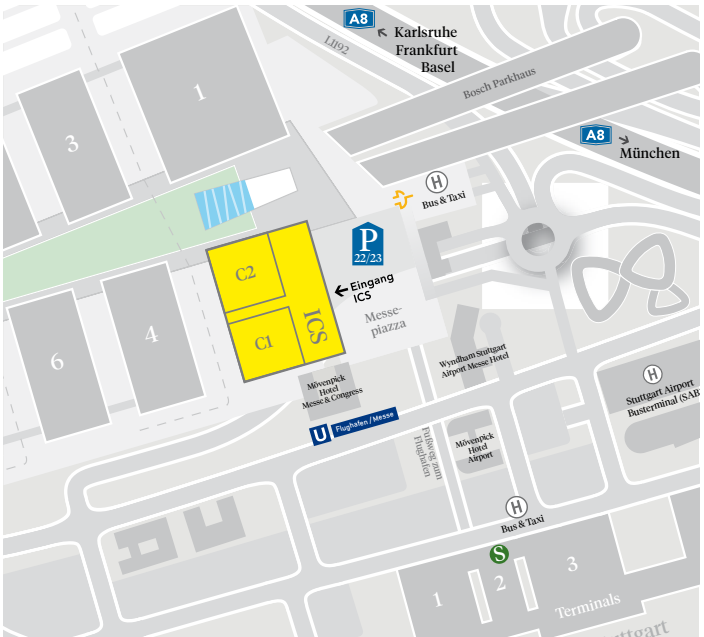 A8
Karlsruhe
Frankfurt
Basel
L1192
Bosch Parkhaus
1
3
A8
München
H
Bus & Taxi
P
22/23
C2
Eingang
ICS
ICS
Messe-
piazza
C1
4
6
Wyndham Stuttgart
Airport Messe Hotel
Mövenpick
Hotel
Messe & Congress
H
Stuttgart Airport
Busterminal (SAB
U Flughafen / Messe
Fußweg zum
Flughafen
Mövenpick
Hotel
Airport
H
Bus & Taxi
S
1
2
3
Terminals
uttgart